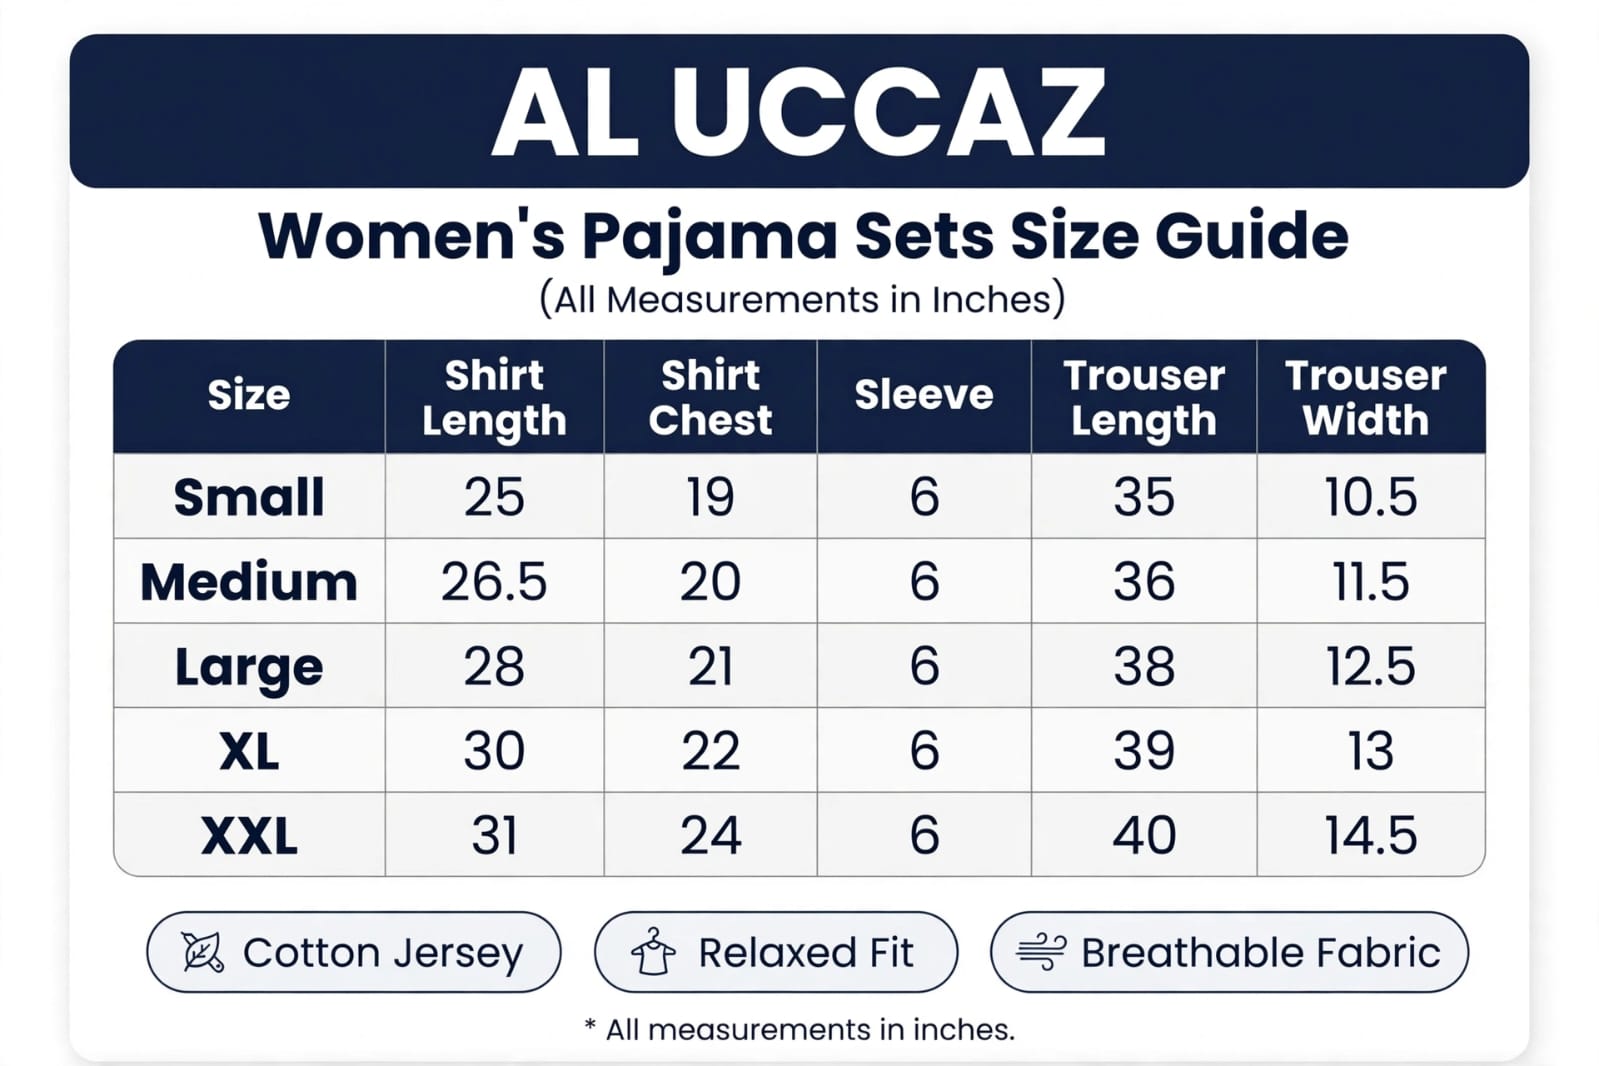 AL UCCAZ
Women's Pajama Sets Size Guide
(All Measurements in Inches)
Size Shirt Length Shirt Chest Sleeve Trouser Length Trouser Width
Small 25 19 6 35 10.5
Medium 26.5 20 6 36 11.5
Large 28 21 6 38 12.5
XL 30 22 6 39 13
XXL 31 24 6 40 14.5
Cotton Jersey Relaxed Fit Breathable Fabric
* All measurements in inches.